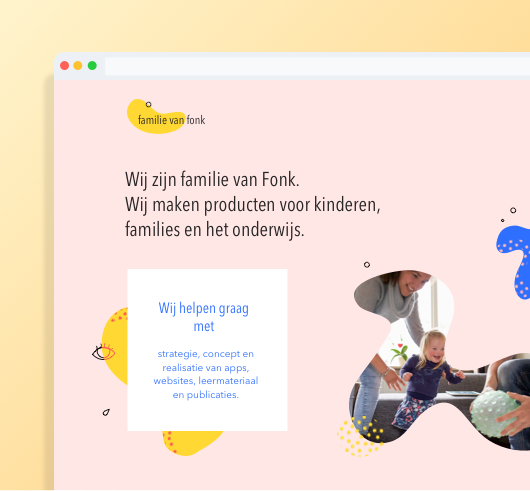 familie van fonk
Wij zijn familie van Fonk.
Wij maken producten voor kinderen,
families en het onderwijs.
Wij helpen graag
met
strategie, concept en
realisatie van apps,
websites, leermateriaal
en publicaties.